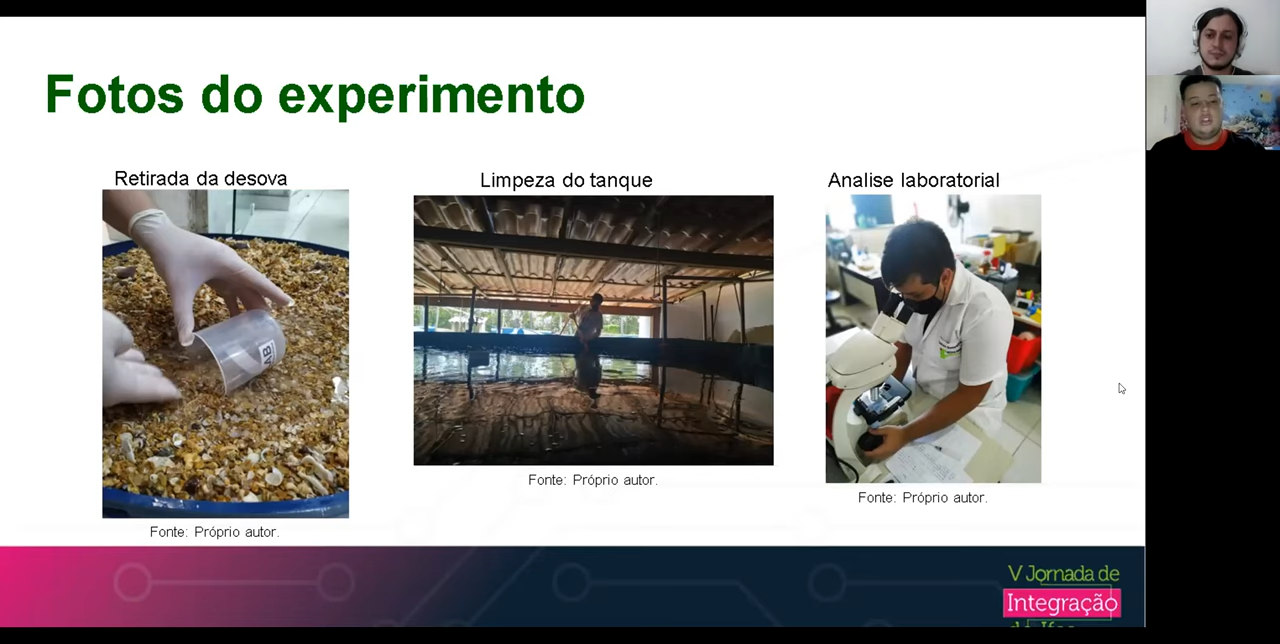 Fotos do experimento
Retirada da desova
Limpeza do tanque
Analise laboratorial
AB
Fonte: Próprio autor.
Fonte: Próprio autor.
Fonte: Próprio autor.
V Jornada de
Integração